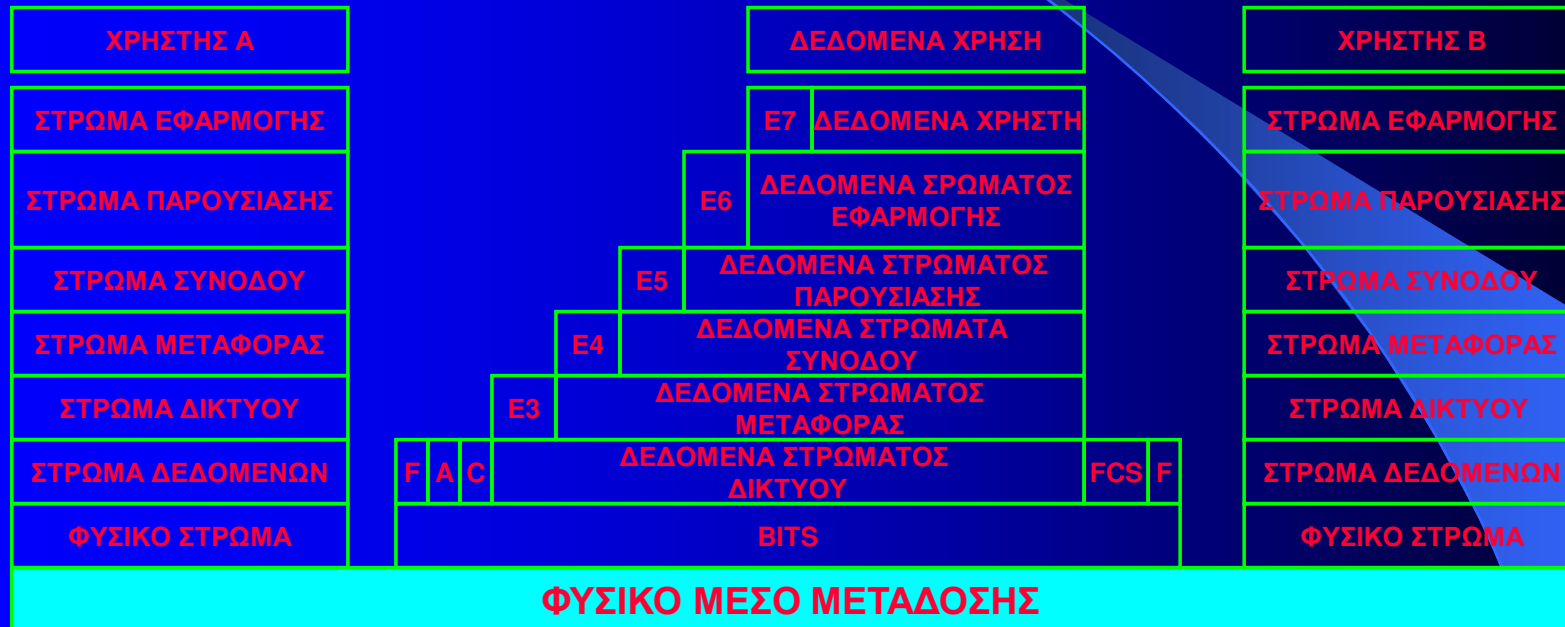 ΧΡΗΣΤΗΣ Α
ΔΕΔΟΜΕΝΑ ΧΡΗΣΗ
ΧΡΗΣΤΗΣ Β
ΣΤΡΩΜΑ ΕΦΑΡΜΟΓΗΣ
Ε7
ΔΕΔΟΜΕΝΑ ΧΡΗΣΤΗ
ΣΤΡΩΜΑ ΕΦΑΡΜΟΓΗΣ
ΣΤΡΩΜΑ ΠΑΡΟΥΣΙΑΣΗΣ
Ε6
ΔΕΔΟΜΕΝΑ ΣΡΩΜΑΤΟΣ
ΕΦΑΡΜΟΓΗΣ
ΣΤΡΩΜΑ ΠΑΡΟΥΣΙΑΣΗΣ
ΣΤΡΩΜΑ ΣΥΝΟΔΟΥ
Ε5
ΔΕΔΟΜΕΝΑ ΣΤΡΩΜΑΤΟΣ
ΠΑΡΟΥΣΙΑΣΗΣ
ΣΤΡΩΜΑ ΣΥΝΟΔΟΥ
ΣΤΡΩΜΑ ΜΕΤΑΦΟΡΑΣ
Ε4
ΔΕΔΟΜΕΝΑ ΣΤΡΩΜΑΤΑ
ΣΥΝΟΔΟΥ
ΣΤΡΩΜΑ ΜΕΤΑΦΟΡΑΣ
ΣΤΡΩΜΑ ΔΙΚΤΥΟΥ
Ε3
ΔΕΔΟΜΕΝΑ ΣΤΡΩΜΑΤΟΣ
ΜΕΤΑΦΟΡΑΣ
ΣΤΡΩΜΑ ΔΙΚΤΥΟΥ
ΣΤΡΩΜΑ ΔΕΔΟΜΕΝΩΝ
F
A
C
ΔΕΔΟΜΕΝΑ ΣΤΡΩΜΑΤΟΣ
ΔΙΚΤΥΟΥ
FCS
F
ΣΤΡΩΜΑ ΔΕΔΟΜΕΝΩΝ
ΦΥΣΙΚΟ ΣΤΡΩΜΑ
BITS
ΦΥΣΙΚΟ ΣΤΡΩΜΑ
ΦΥΣΙΚΟ ΜΕΣΟ ΜΕΤΑΔΟΣΗΣ